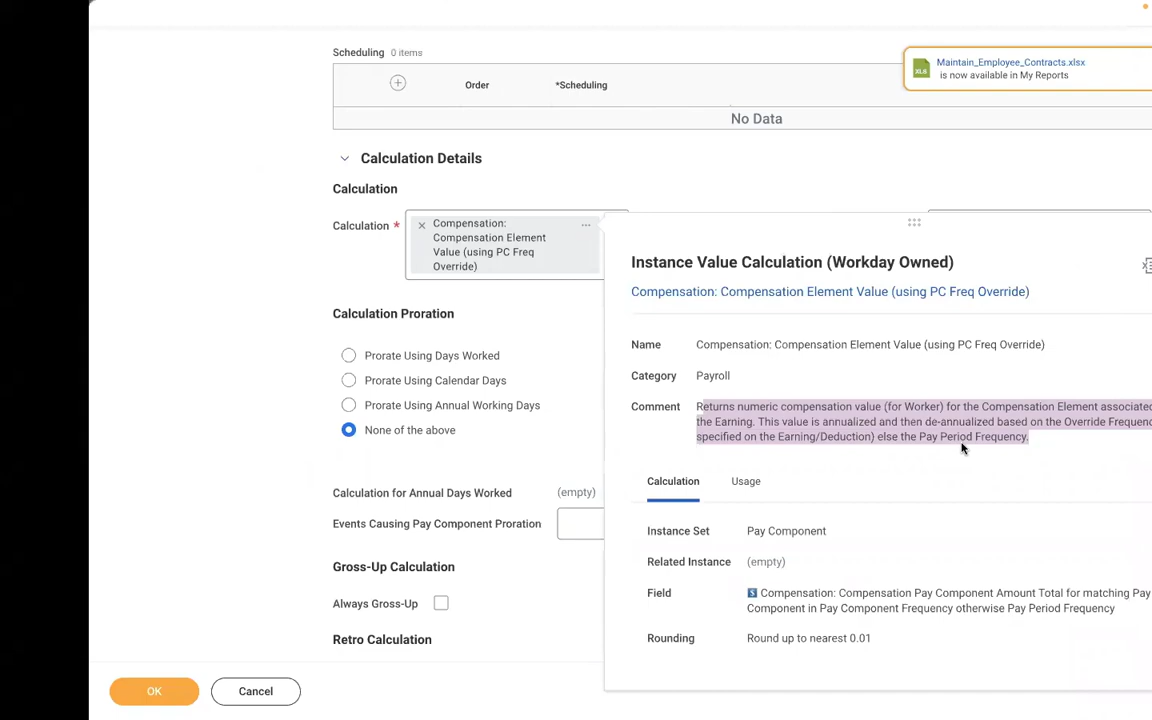 Scheduling 0 items
Maintain_Employee_Contracts.xlsx
XLS
is now available in My Reports
Order *Scheduling
No Data
Calculation Details
Calculation
Calculation * Compensation:
Compensation Element
Value (using PC Freq
Override)
Calculation Proration
Prorate Using Days Worked
Prorate Using Calendar Days
Prorate Using Annual Working Days
None of the above
Calculation for Annual Days Worked (empty)
Events Causing Pay Component Proration
Gross-Up Calculation
Always Gross-Up
Retro Calculation
OK Cancel
Instance Value Calculation (Workday Owned)
Compensation: Compensation Element Value (using PC Freq Override)
Name Compensation: Compensation Element Value (using PC Freq Override)
Category Payroll
Comment Returns numeric compensation value (for Worker) for the Compensation Element associated
the Earning. This value is annualized and then de-annualized based on the Override Frequenc
specified on the Earning/Deduction) else the Pay Period Frequency.
Calculation Usage
Instance Set Pay Component
Related Instance (empty)
Field Compensation: Compensation Pay Component Amount Total for matching Pay
Component in Pay Component Frequency otherwise Pay Period Frequency
Rounding Round up to nearest 0.01